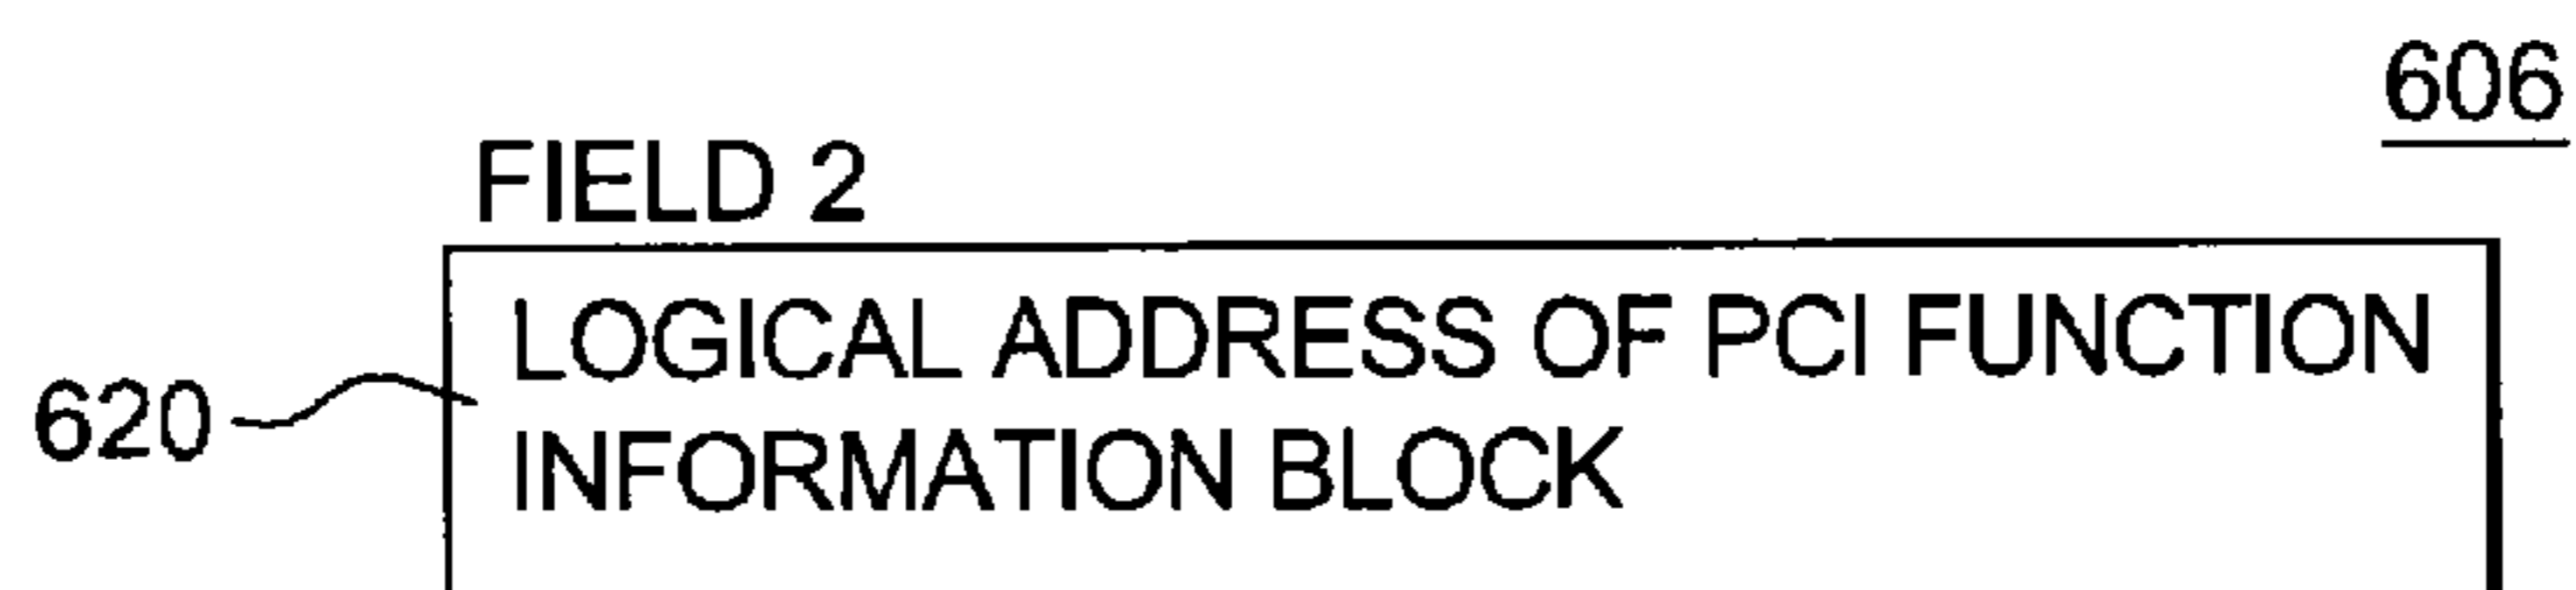 606
FIELD 2
LOGICAL ADDRESS OF PCI FUNCTION
620
INFORMATION BLOCK